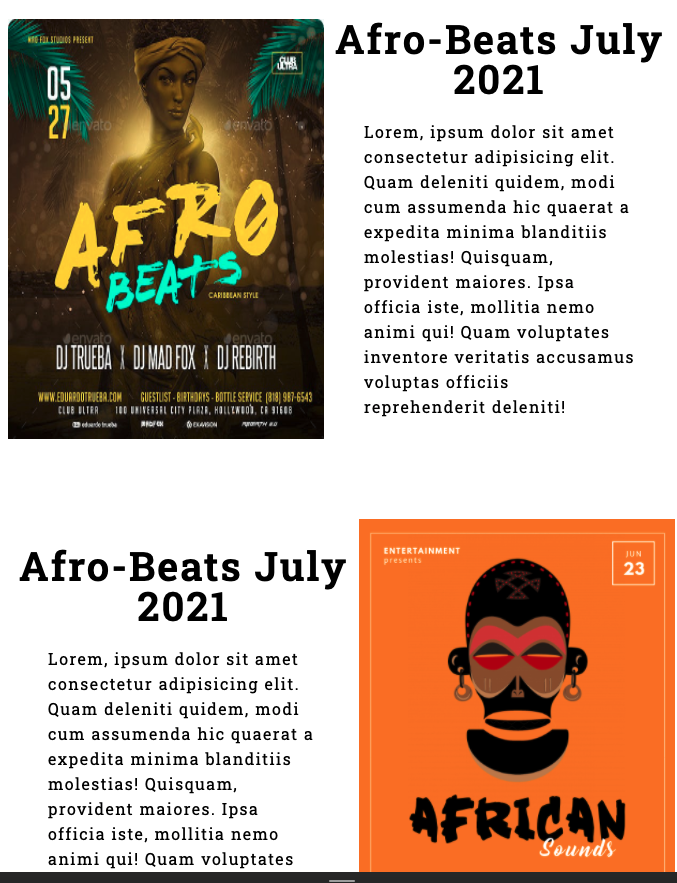 MAD FOX STUDIOS PRESENT
CLUB
ULTRA
05
27
envato
envato
AFRO
BEATS
CARIBBEAN STYLE
envato
envato
DJ TRUEBA X DJ MAD FOX X DJ REBIRTH
WWW.EDUARDOTRUEBA.COM GUESTLIST - BIRTHDAYS - BOTTLE SERVICE (818) 987-6543
CLUB ULTRA 100 UNIVERSAL CITY PLAZA, HOLLYWOOD, CA 91608
eduardo trueba
Afro-Beats July
2021
Lorem, ipsum dolor sit amet
consectetur adipisicing elit.
Quam deleniti quidem, modi
cum assumenda hic quaerat a
expedita minima blanditiis
molestias! Quisquam,
provident maiores. Ipsa
officia iste, mollitia nemo
animi qui! Quam voluptates
inventore veritatis accusamus
voluptas officiis
reprehenderit deleniti!
Afro-Beats July
2021
Lorem, ipsum dolor sit amet
consectetur adipisicing elit.
Quam deleniti quidem, modi
cum assumenda hic quaerat a
expedita minima blanditiis
molestias! Quisquam,
provident maiores. Ipsa
officia iste, mollitia nemo
animi qui! Quam voluptates
ENTERTAINMENT
presents
JUN
23
AFRICAN
Sounds